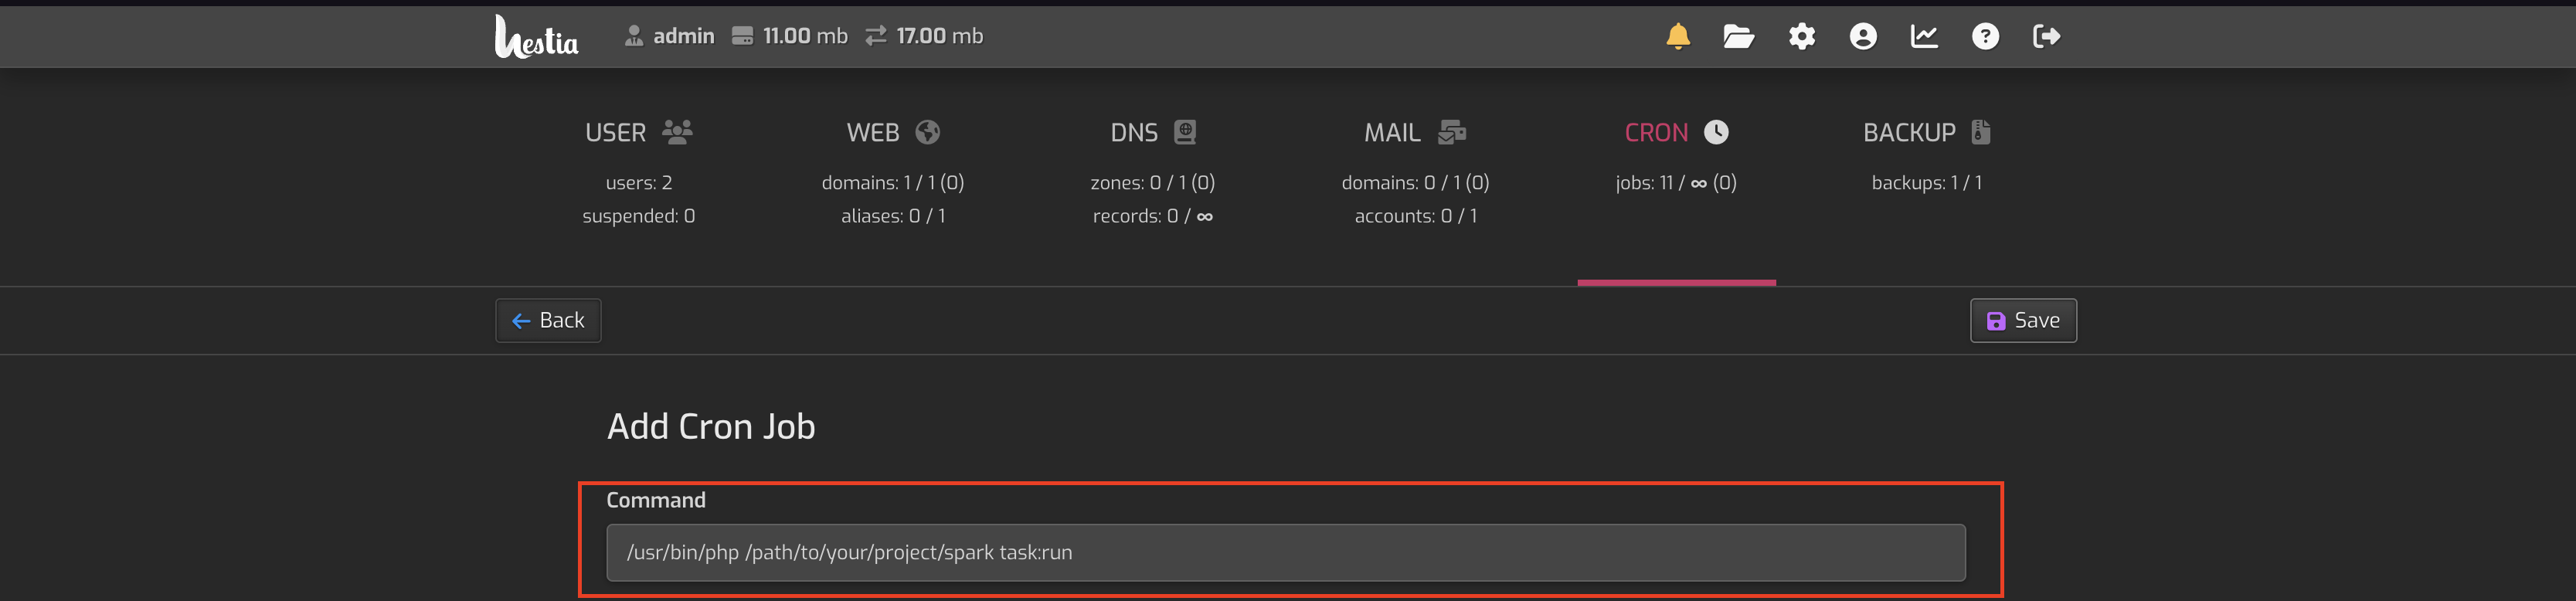 Hestia admin 11.00 mb 17.00 mb
USER WEB DNS MAIL CRON BACKUP
users: 2 domains: 1 / 1 (0) zones: 0 / 1 (0) domains: 0 / 1 (0) jobs: 11 / ∞ (0) backups: 1 / 1
suspended: 0 aliases: 0 / 1 records: 0 / ∞ accounts: 0 / 1
Back Save
Add Cron Job
Command
/usr/bin/php /path/to/your/project/spark task:run